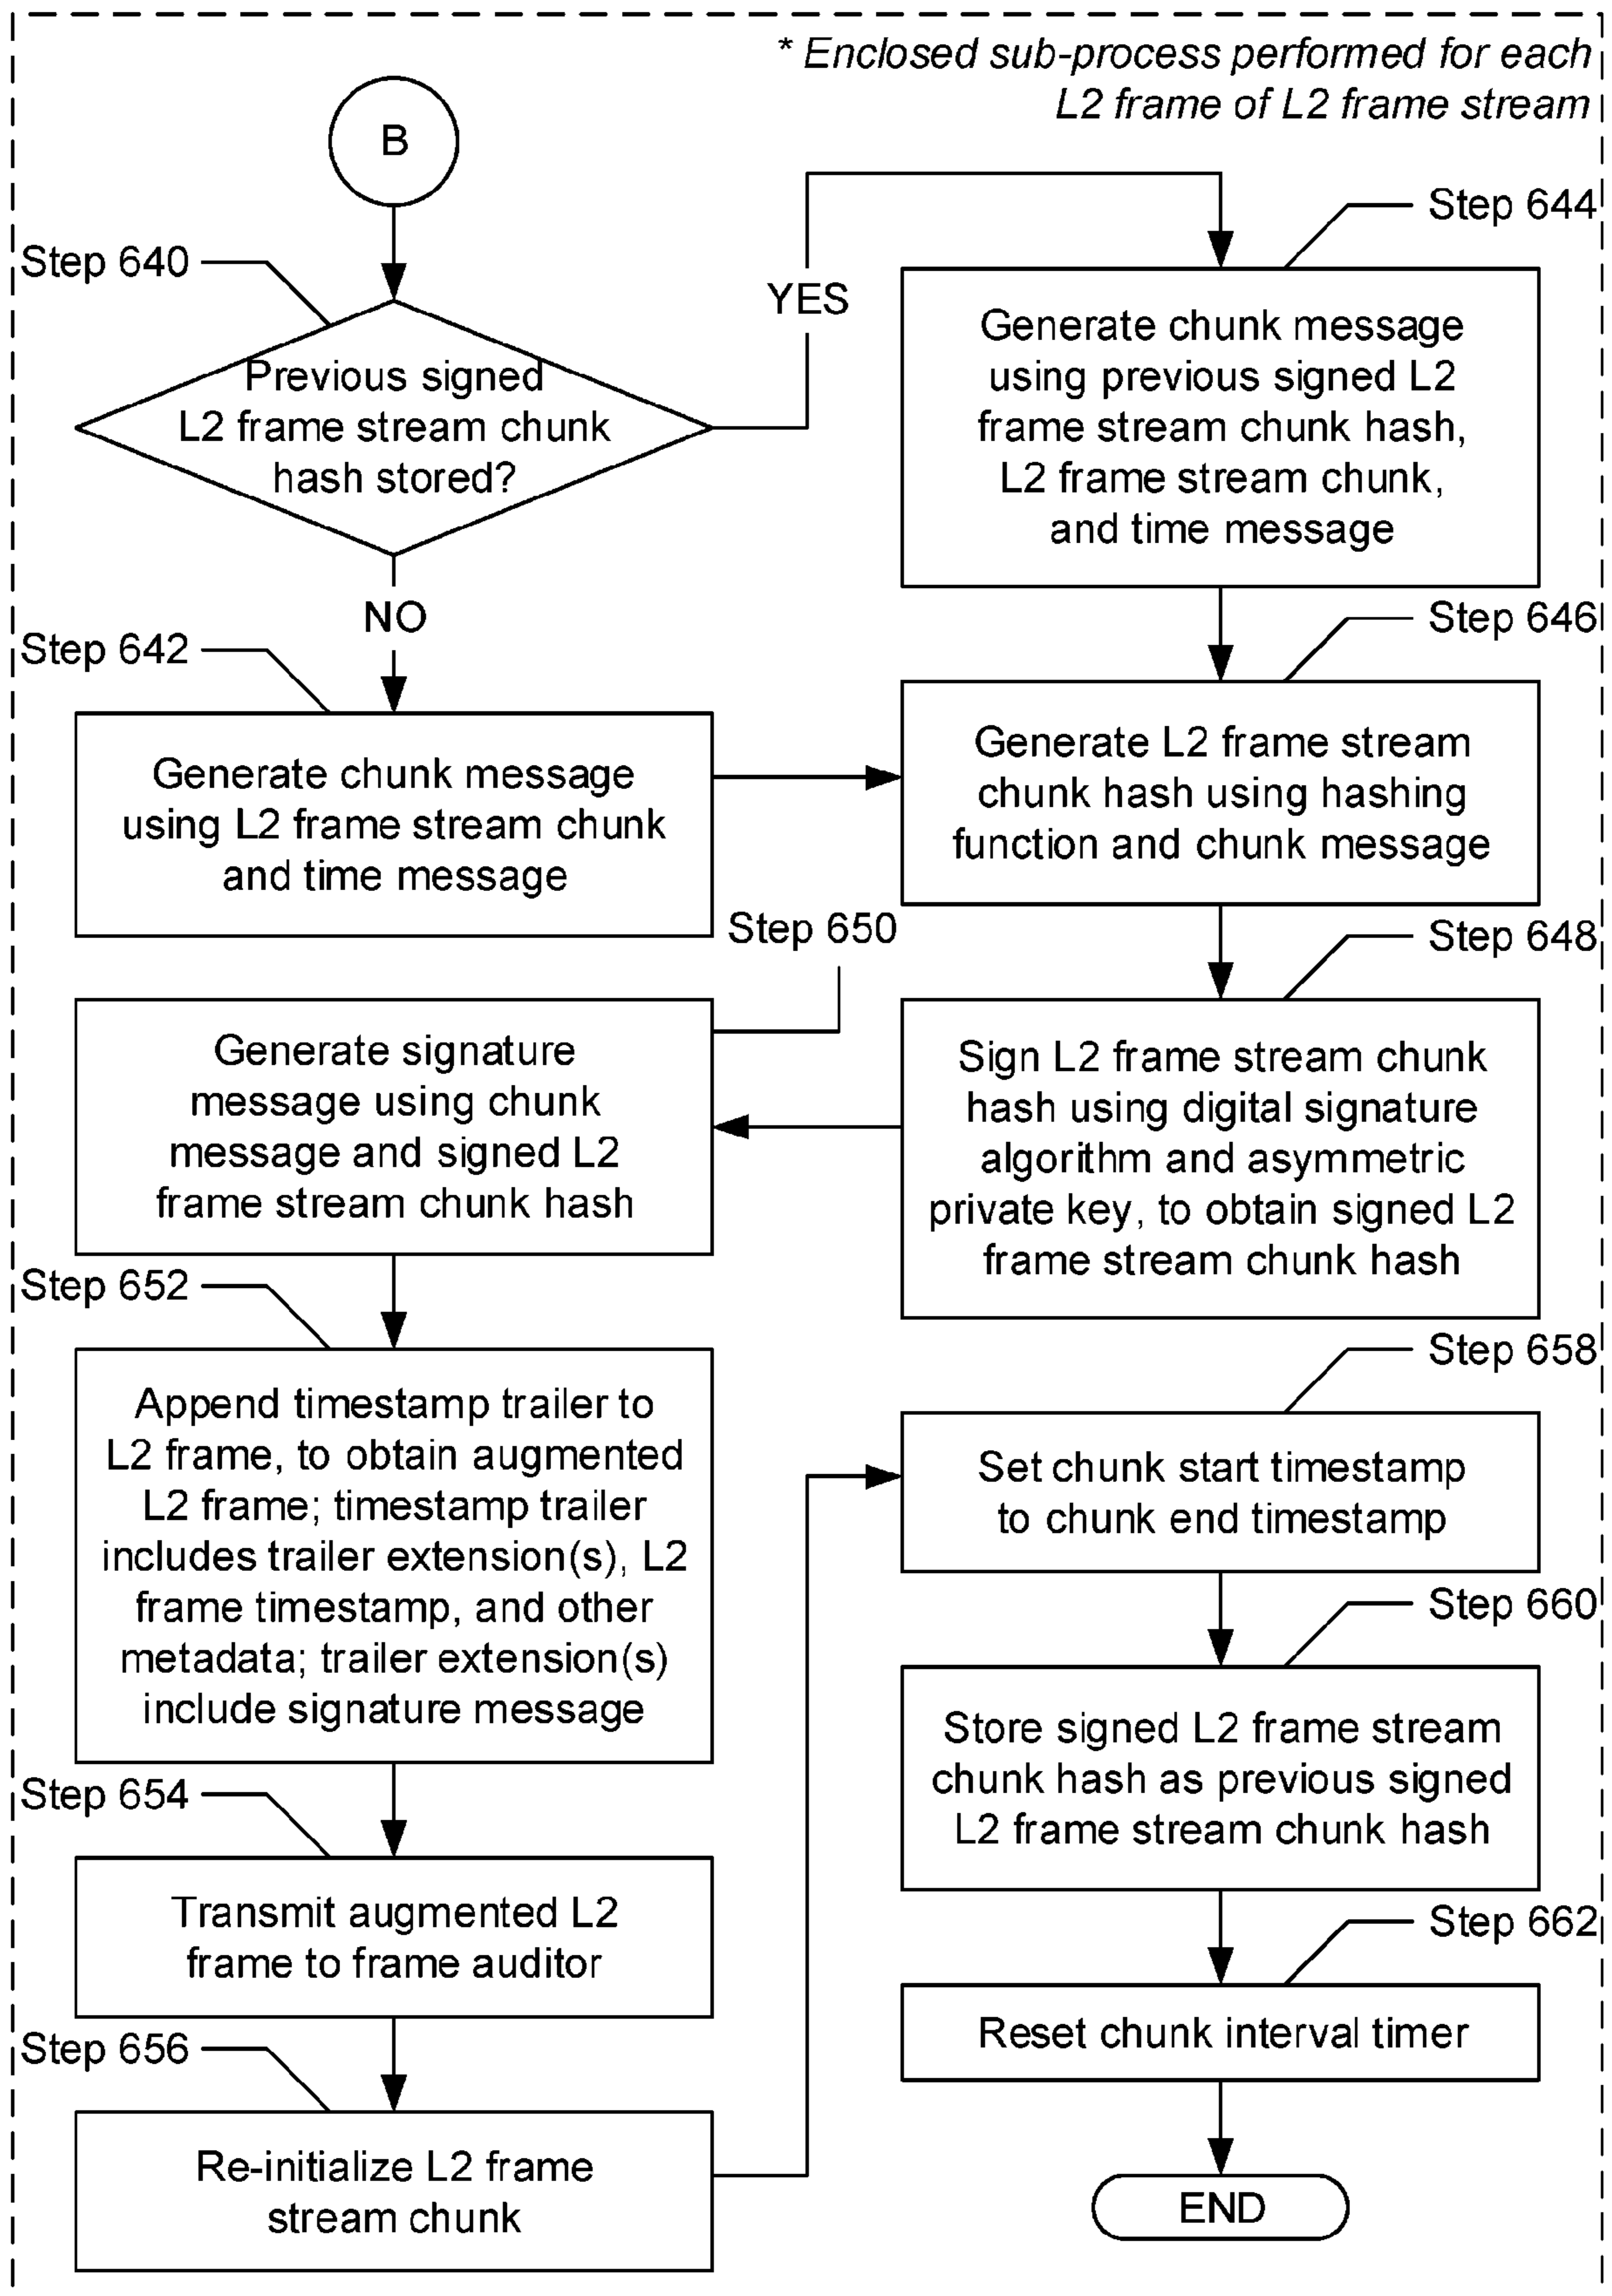 * Enclosed sub-process performed for each
L2 frame of L2 frame stream
B
Step 640
Previous signed
L2 frame stream chunk
hash stored?
YES
NO
Step 642
Generate chunk message
using L2 frame stream chunk
and time message
Step 644
Generate chunk message
using previous signed L2
frame stream chunk hash,
L2 frame stream chunk,
and time message
Step 646
Generate L2 frame stream
chunk hash using hashing
function and chunk message
Step 648
Sign L2 frame stream chunk
hash using digital signature
algorithm and asymmetric
private key, to obtain signed L2
frame stream chunk hash
Step 650
Generate signature
message using chunk
message and signed L2
frame stream chunk hash
Step 652
Append timestamp trailer to
L2 frame, to obtain augmented
L2 frame; timestamp trailer
includes trailer extension(s), L2
frame timestamp, and other
metadata; trailer extension(s)
include signature message
Step 654
Transmit augmented L2
frame to frame auditor
Step 656
Re-initialize L2 frame
stream chunk
Step 658
Set chunk start timestamp
to chunk end timestamp
Step 660
Store signed L2 frame stream
chunk hash as previous signed
L2 frame stream chunk hash
Step 662
Reset chunk interval timer
END